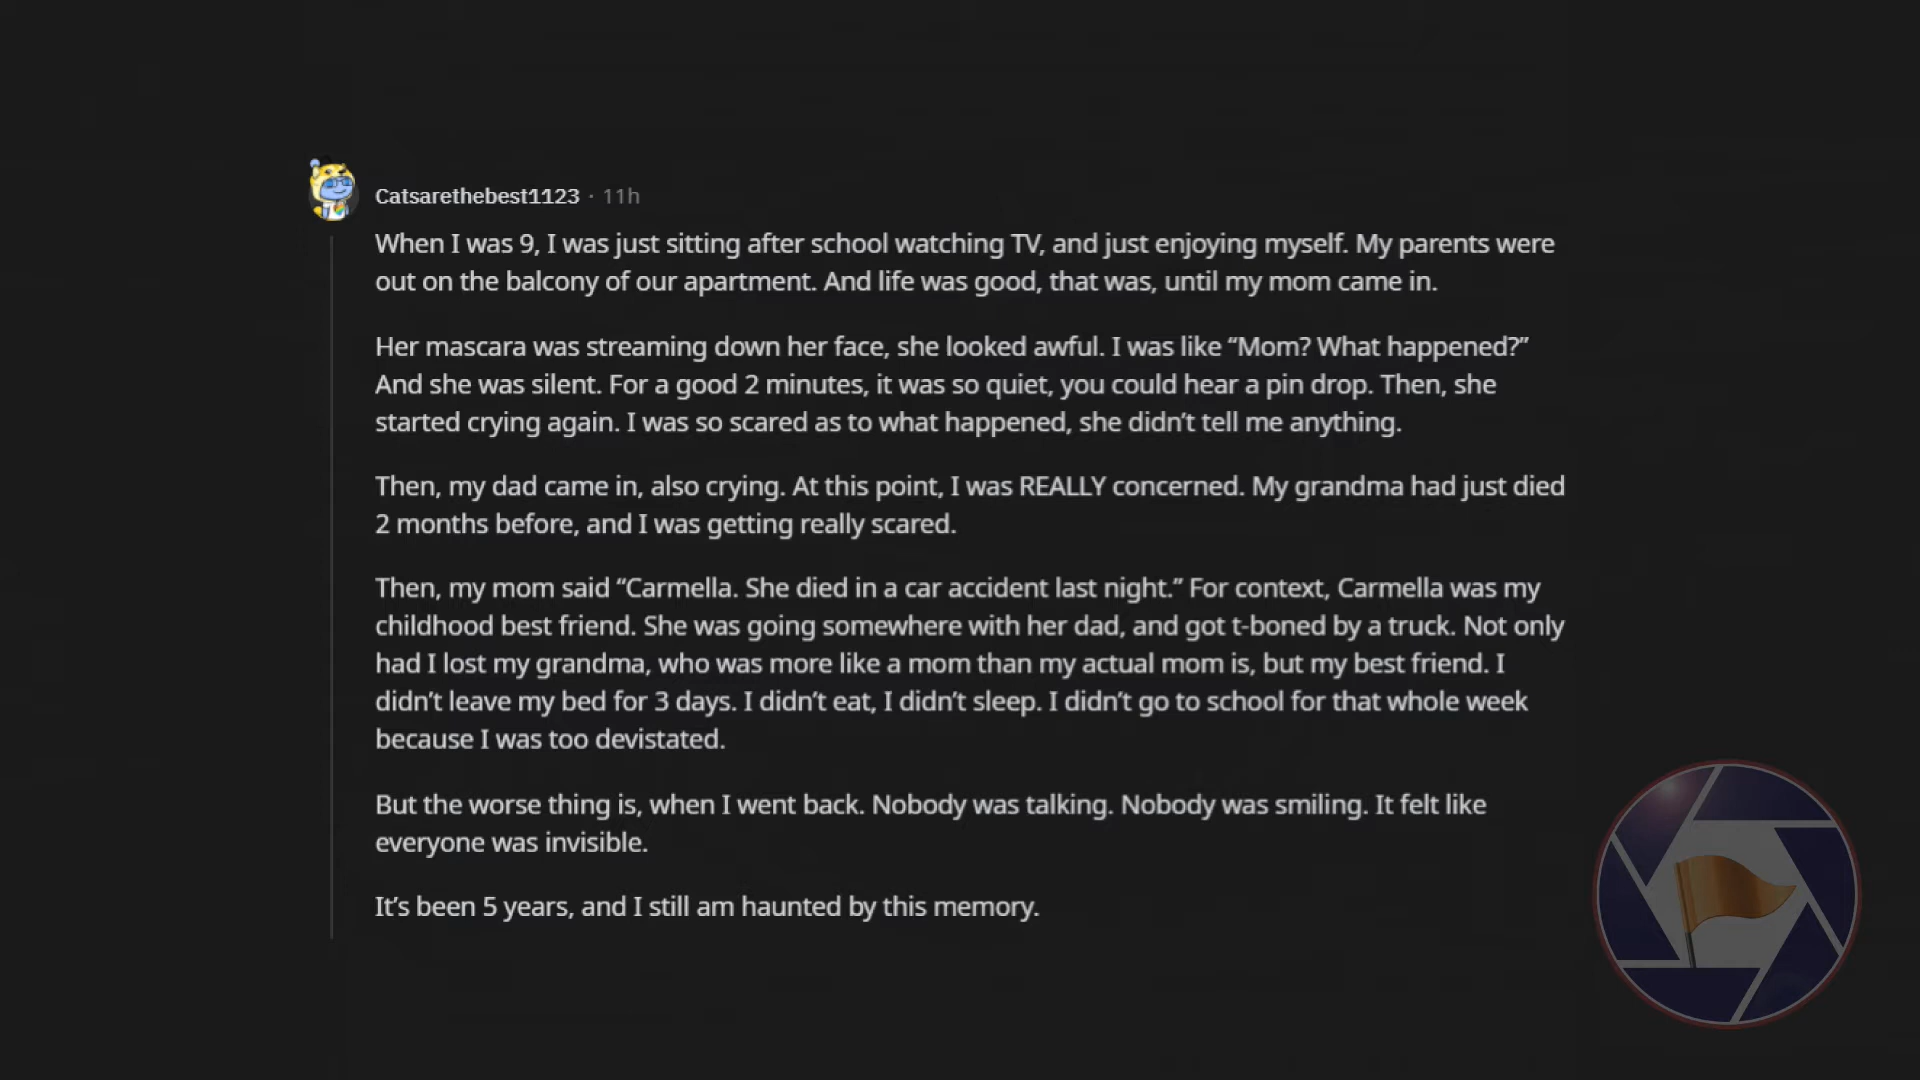 Catsarethebest1123 · 11h
When I was 9, I was just sitting after school watching TV, and just enjoying myself. My parents were
out on the balcony of our apartment. And life was good, that was, until my mom came in.
Her mascara was streaming down her face, she looked awful. I was like “Mom? What happened?”
And she was silent. For a good 2 minutes, it was so quiet, you could hear a pin drop. Then, she
started crying again. I was so scared as to what happened, she didn’t tell me anything.
Then, my dad came in, also crying. At this point, I was REALLY concerned. My grandma had just died
2 months before, and I was getting really scared.
Then, my mom said “Carmella. She died in a car accident last night.” For context, Carmella was my
childhood best friend. She was going somewhere with her dad, and got t-boned by a truck. Not only
had I lost my grandma, who was more like a mom than my actual mom is, but my best friend. I
didn’t leave my bed for 3 days. I didn’t eat, I didn’t sleep. I didn’t go to school for that whole week
because I was too devistated.
But the worse thing is, when I went back. Nobody was talking. Nobody was smiling. It felt like
everyone was invisible.
It’s been 5 years, and I still am haunted by this memory.